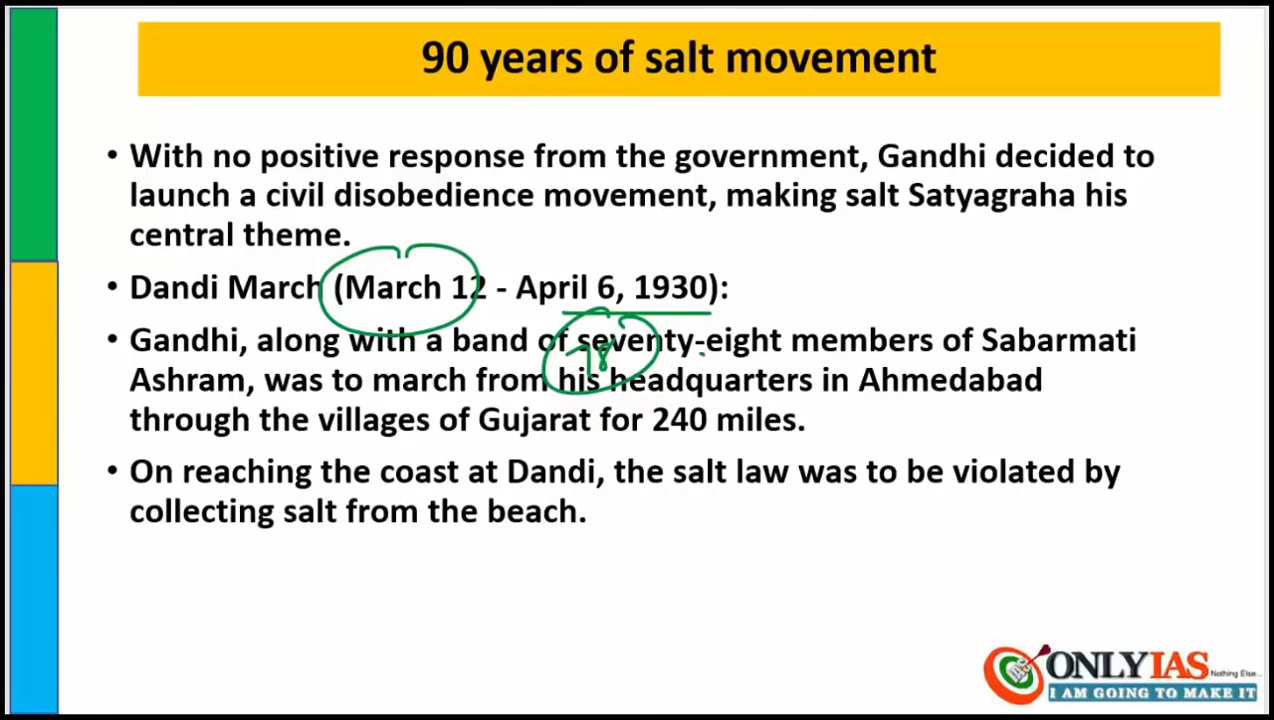 90 years of salt movement
• With no positive response from the government, Gandhi decided to
launch a civil disobedience movement, making salt Satyagraha his
central theme.
• Dandi March (March 12 - April 6, 1930):
• Gandhi, along with a band of seventy-eight members of Sabarmati
78
Ashram, was to march from his headquarters in Ahmedabad
through the villages of Gujarat for 240 miles.
• On reaching the coast at Dandi, the salt law was to be violated by
collecting salt from the beach.
ONLYIAS
Nothing Else...
I AM GOING TO MAKE IT